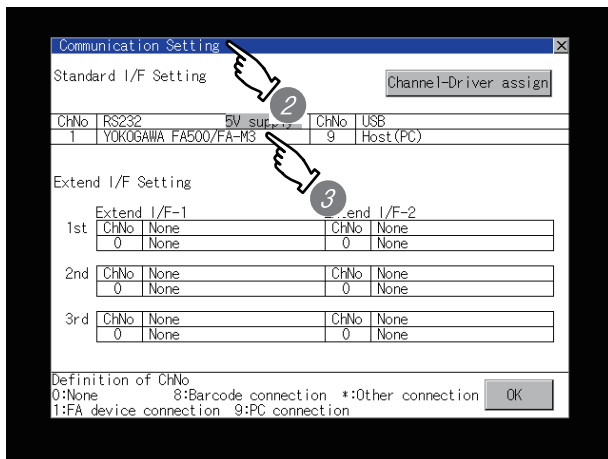 Communication Setting ×
Standard I/F Setting
Channel-Driver assign
ChNo RS232 5V supply ChNo USB
1 YOKOGAWA FA500/FA-M3 9 Host(PC)
2
3
Extend I/F Setting
Extend I/F-1 I/F-2
1st ChNo None ChNo None
0 None 0 None
2nd ChNo None ChNo None
0 None 0 None
3rd ChNo None ChNo None
0 None 0 None
Definition of ChNo
0:None 8:Barcode connection *:Other connection OK
1:FA device connection 9:PC connection